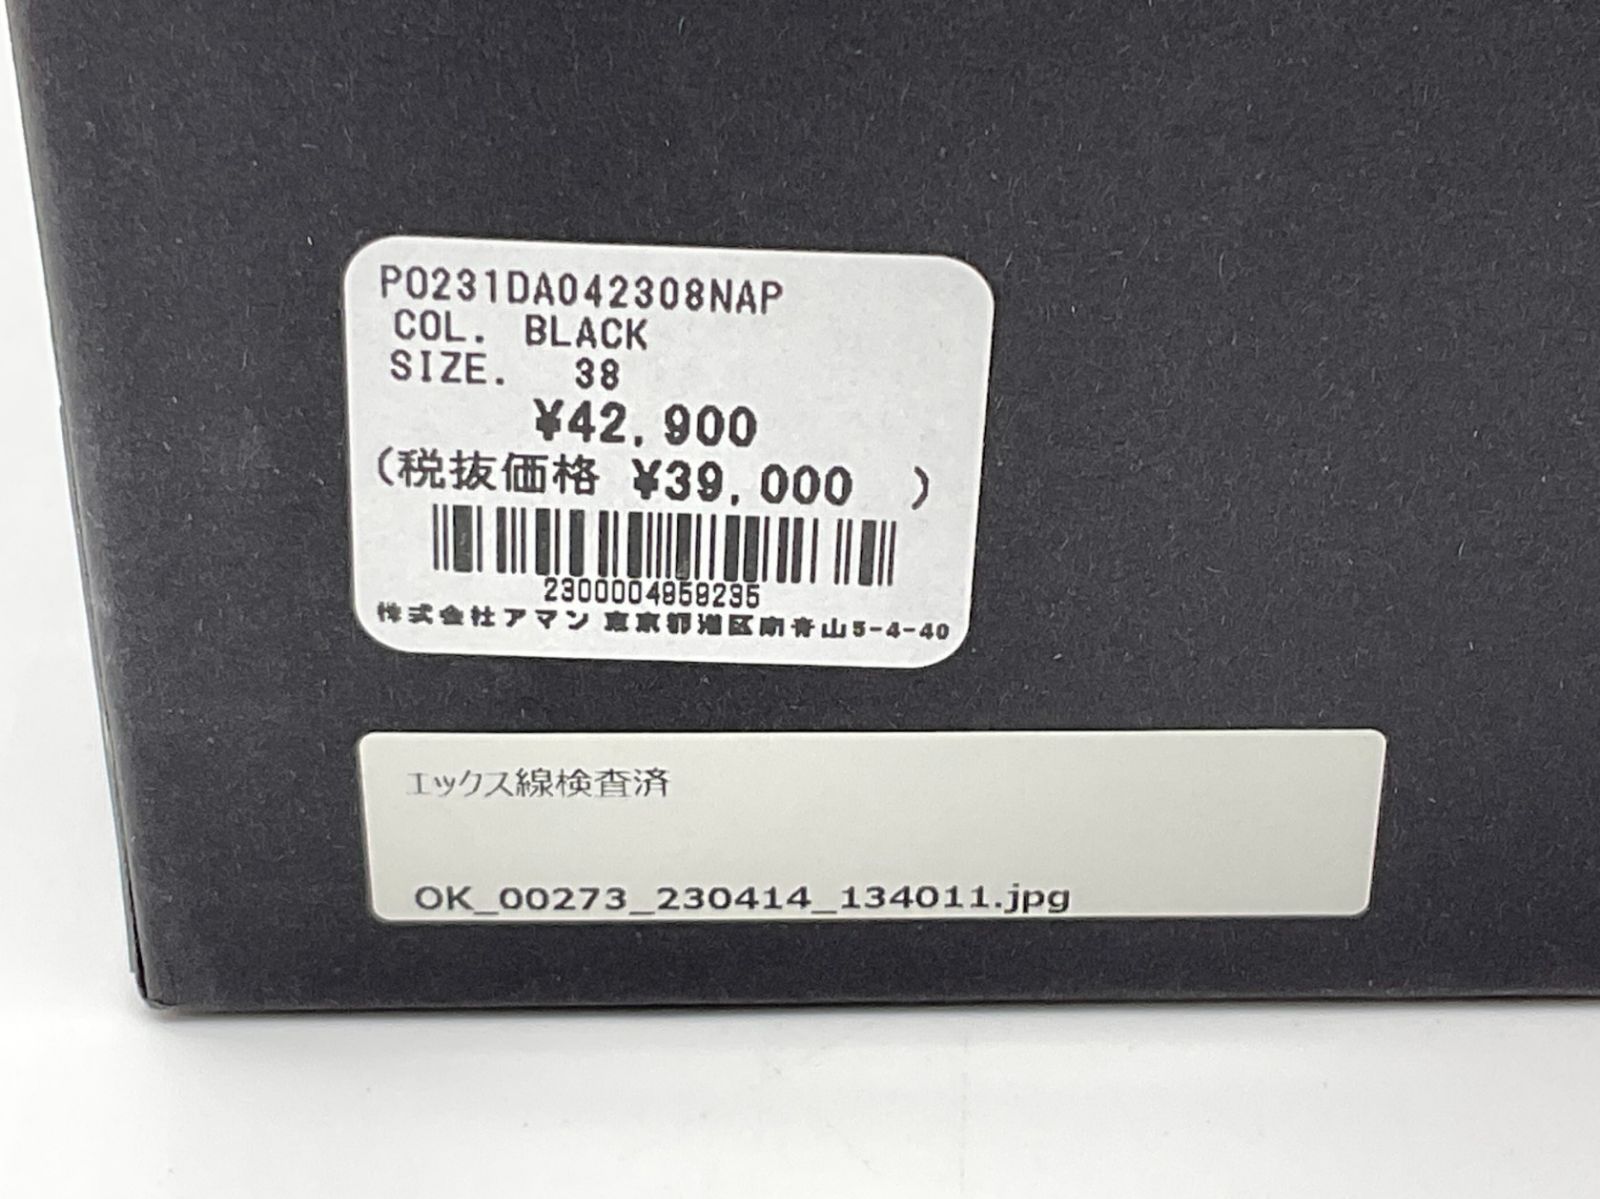 PO231DA042308NAP
COL. BLACK
SIZE. 38
¥42,900
(税抜価格 ¥39,000 )
2300004859235
株式会社アマン 東京都港区南青山5-4-40
エックス線検査済
OK_00273_230414_134011.jpg